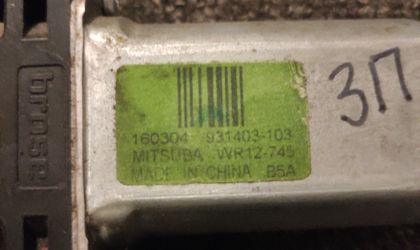 brose
160304 931403-103
MITSUBA WR12-745
MADE IN CHINA B5A
ЗП